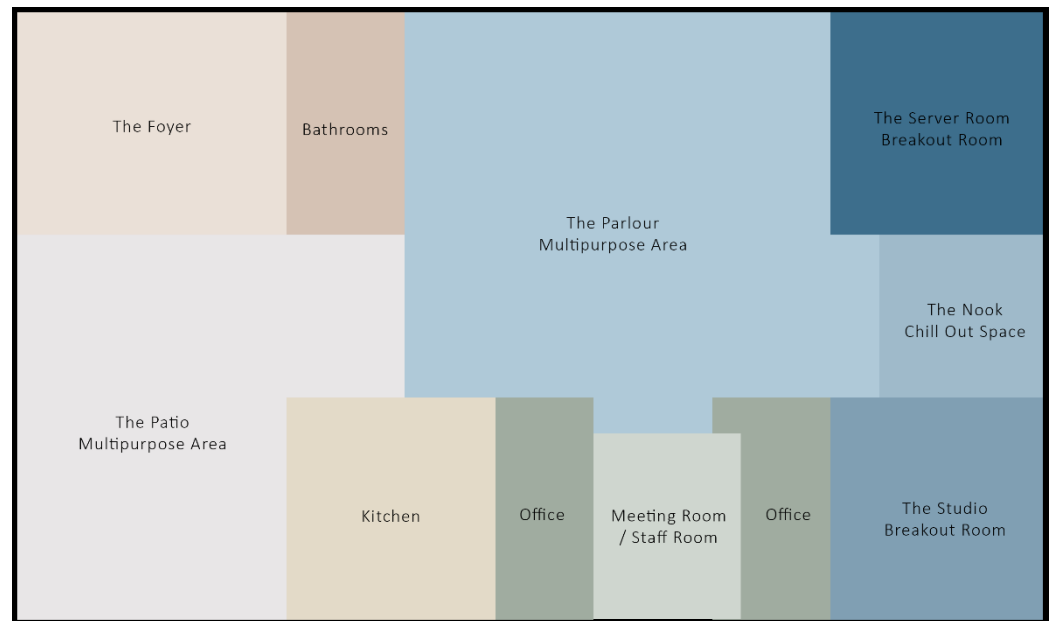 The Foyer
Bathrooms
The Server Room
Breakout Room
The Parlour
Multipurpose Area
The Nook
Chill Out Space
The Patio
Multipurpose Area
Kitchen
Office
Meeting Room
/ Staff Room
Office
The Studio
Breakout Room